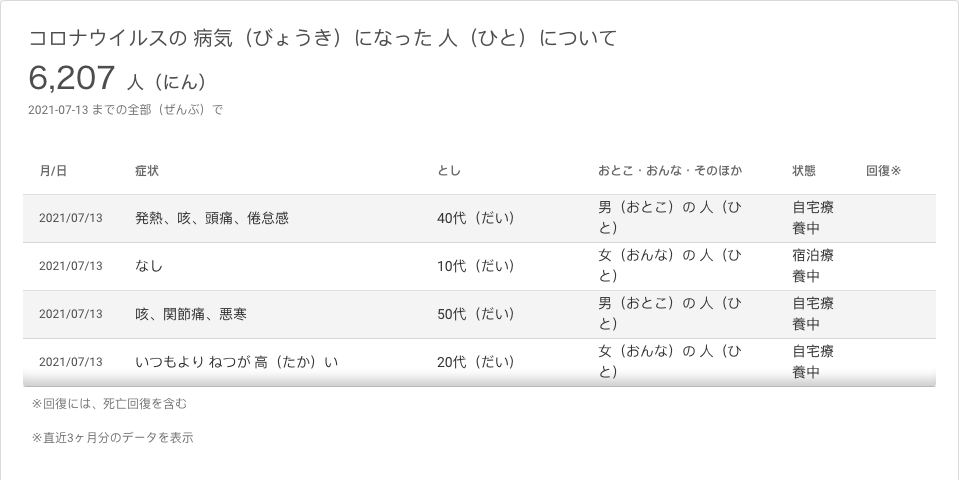 コロナウイルスの 病気（びょうき）になった 人（ひと）について
6,207 人（にん）
2021-07-13 までの全部（ぜんぶ）で
月/日 症状 とし おとこ・おんな・そのほか 状態 回復※
2021/07/13 発熱、咳、頭痛、倦怠感 40代（だい） 男（おとこ）の 人（ひ
と） 自宅療
養中
2021/07/13 なし 10代（だい） 女（おんな）の 人（ひ
と） 宿泊療
養中
2021/07/13 咳、関節痛、悪寒 50代（だい） 男（おとこ）の 人（ひ
と） 自宅療
養中
2021/07/13 いつもより ねつが 高（たか）い 20代（だい） 女（おんな）の 人（ひ
と） 自宅療
養中
※回復には、死亡回復を含む
※直近3ヶ月分のデータを表示